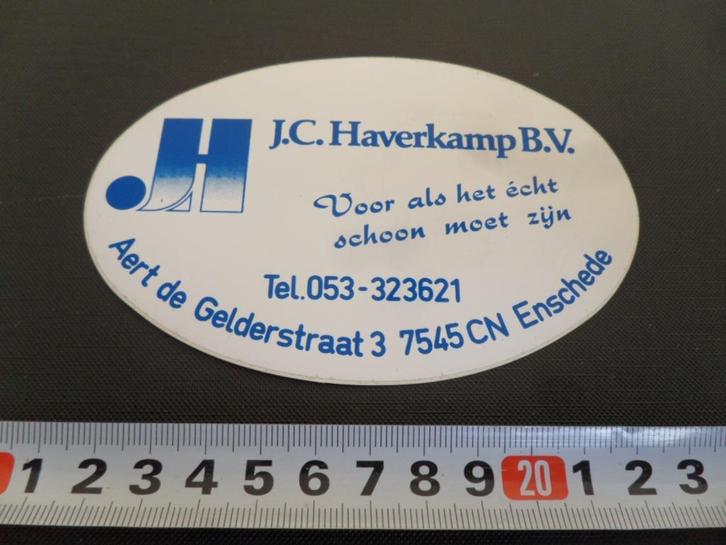 JH
J.C. Haverkamp B.V.
Voor als het écht
schoon moet zijn
Tel. 053-323621
Aert de Gelderstraat 3 7545 CN Enschede
1 2 3 4 5 6 7 8 9 20 1 2 3